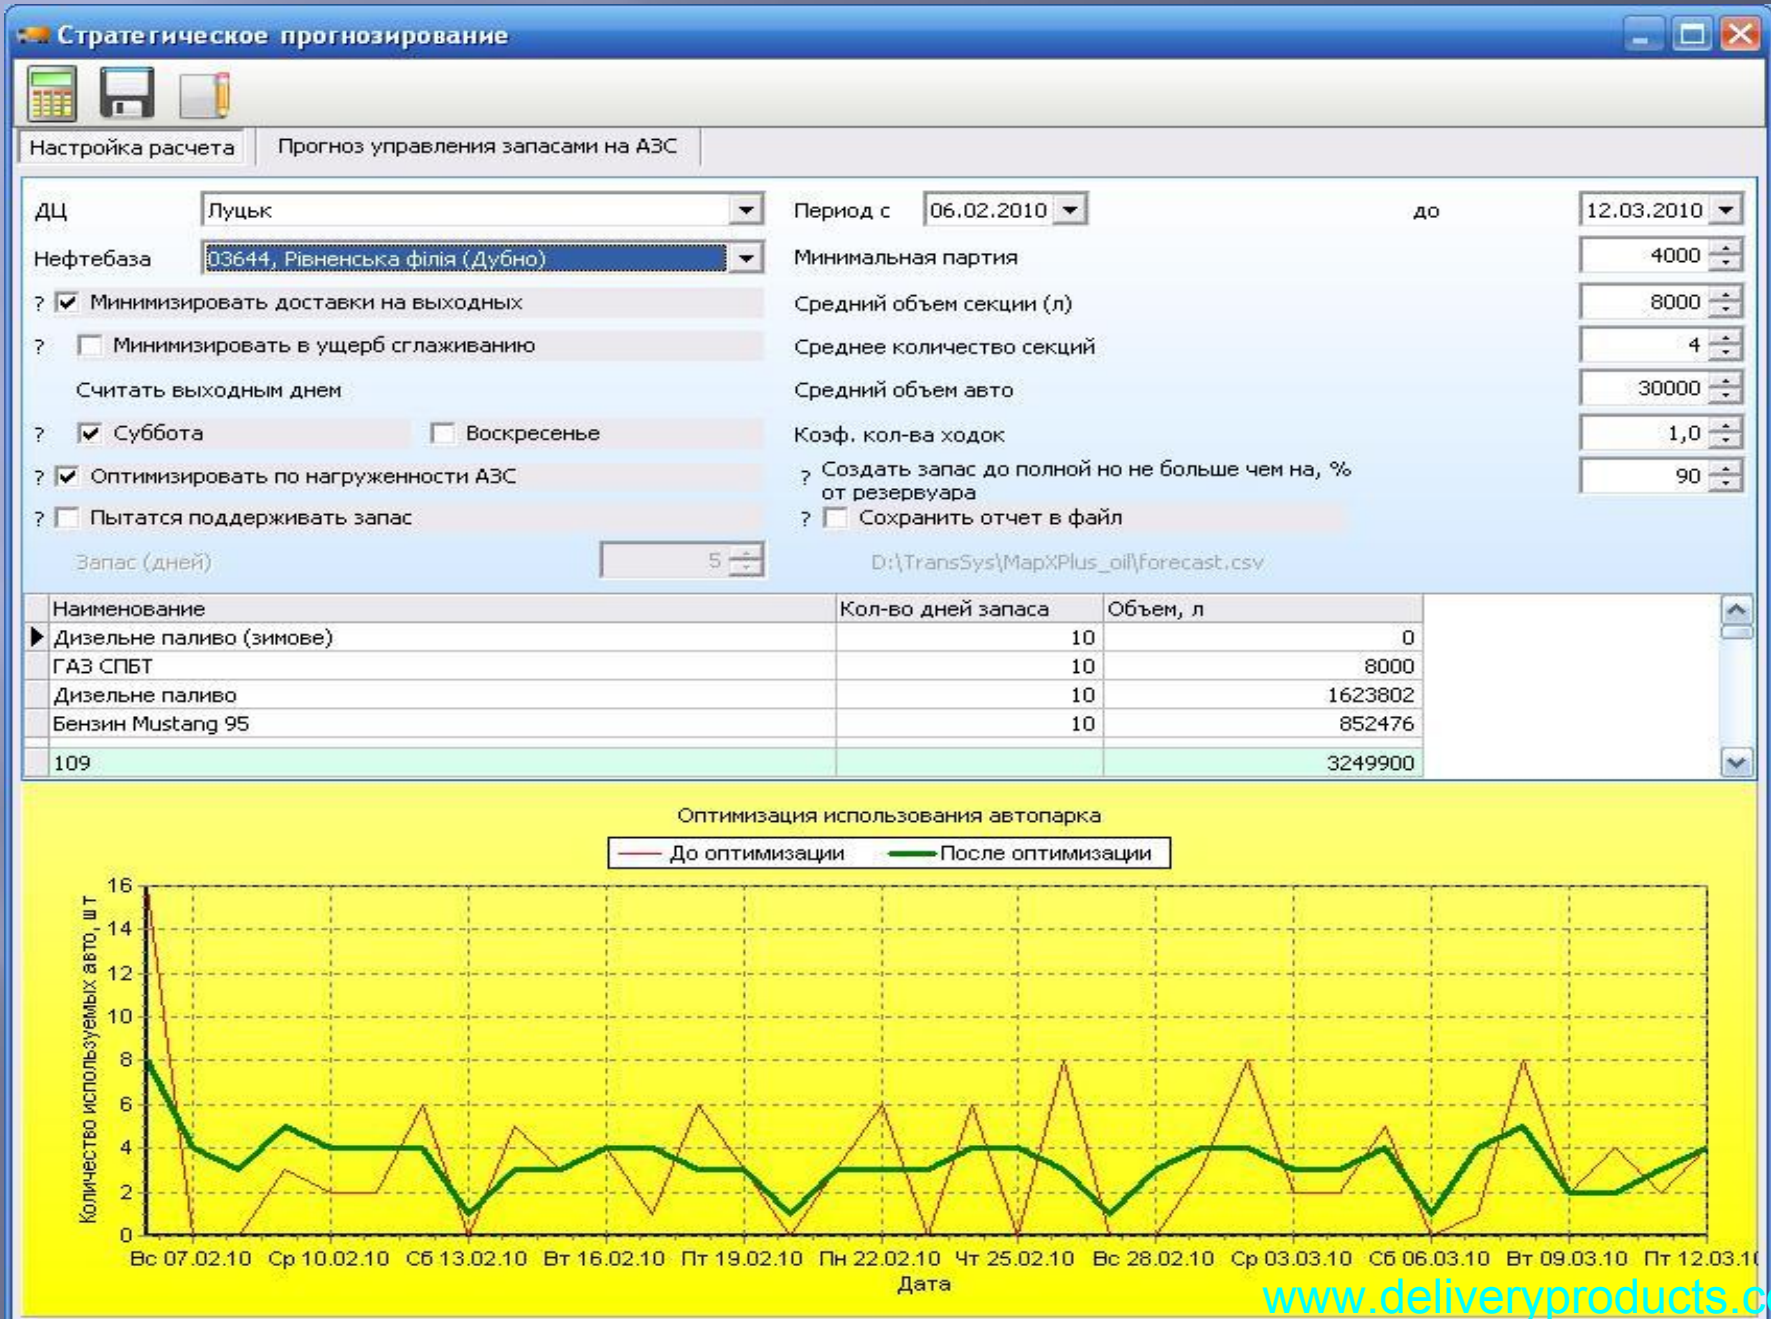 Стратегическое прогнозирование
Настройка расчета
Прогноз управления запасами на АЗС
ДЦ
Луцьк
Период с
06.02.2010
до
12.03.2010
Нефтебаза
03644, Рівненська філія (Дубно)
Минимальная партия
4000
? Минимизировать доставки на выходных
Средний объем секции (л)
8000
? Минимизировать в ущерб сглаживанию
Среднее количество секций
4
Считать выходным днем
Средний объем авто
30000
? Суббота
Воскресенье
Коэф. кол-ва ходок
1,0
? Оптимизировать по нагруженности АЗС
? Создать запас до полной но не больше чем на, %
от резервуара
90
? Пытатся поддерживать запас
? Сохранить отчет в файл
Запас (дней)
5
D:\TransSys\MapXPlus_oil\forecast.csv
Наименование Кол-во дней запаса Объем, л
Дизельне паливо (зимове) 10 0
ГАЗ СПБТ 10 8000
Дизельне паливо 10 1623802
Бензин Mustang 95 10 852476
109 3249900
Оптимизация использования автопарка
До оптимизации После оптимизации
Количество используемых авто, шт
16
14
12
10
8
6
4
2
0
Вс 07.02.10 Ср 10.02.10 Сб 13.02.10 Вт 16.02.10 Пт 19.02.10 Пн 22.02.10 Чт 25.02.10 Вс 28.02.10 Ср 03.03.10 Сб 06.03.10 Вт 09.03.10 Пт 12.03.10
Дата
www.deliveryproducts.co